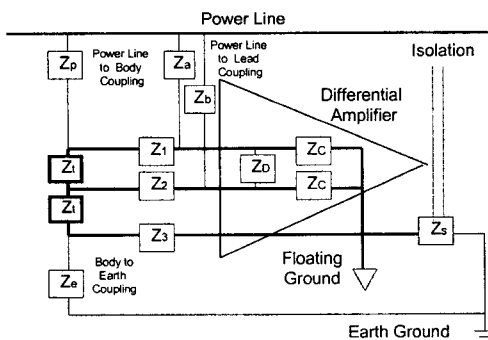 Power Line
Isolation
Zp
Power Line
to Body
Coupling
Za
Power Line
to Lead
Coupling
Zb
Differential
Amplifier
Z1
ZD
ZC
Zt
Z2
ZC
Zt
Z3
Zs
Floating
Ground
Body to
Earth
Coupling
Ze
Earth Ground